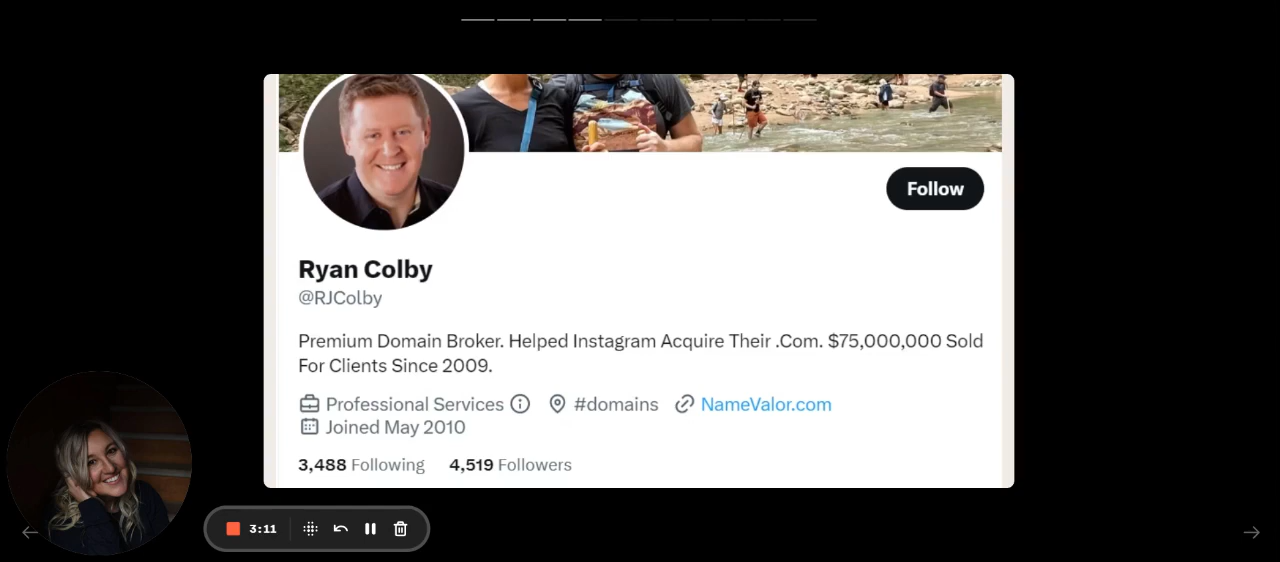 Follow
Ryan Colby
@RJColby
Premium Domain Broker. Helped Instagram Acquire Their .Com. $75,000,000 Sold
For Clients Since 2009.
Professional Services #domains NameValor.com
Joined May 2010
3,488 Following 4,519 Followers
3:11